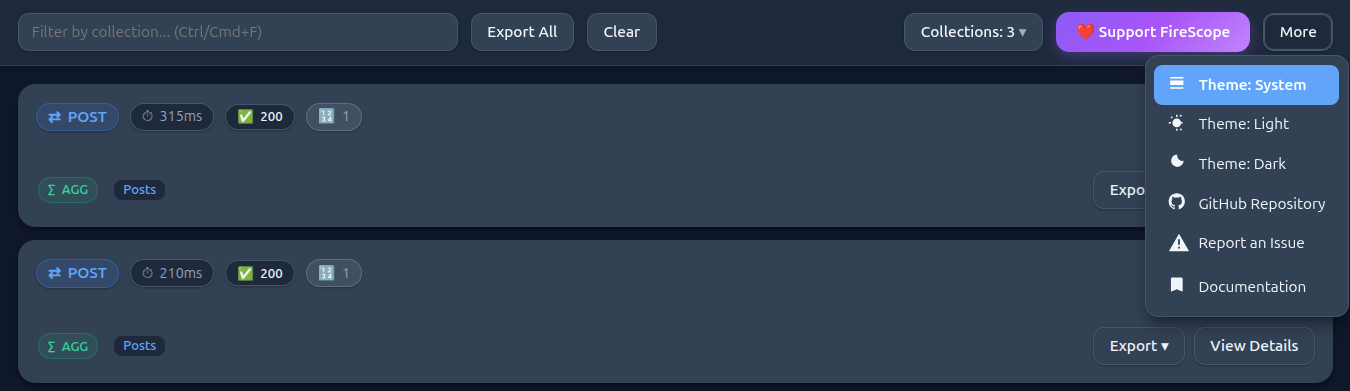 Filter by collection... (Ctrl/Cmd+F) Export All Clear Collections: 3 ▾ ❤️ Support FireScope More
Theme: System
Theme: Light
Theme: Dark
GitHub Repository
Report an Issue
Documentation
⇄ POST ⏱ 315ms ✅ 200 🔢 1
Σ AGG Posts Expo
⇄ POST ⏱ 210ms ✅ 200 🔢 1
Σ AGG Posts Export ▾ View Details